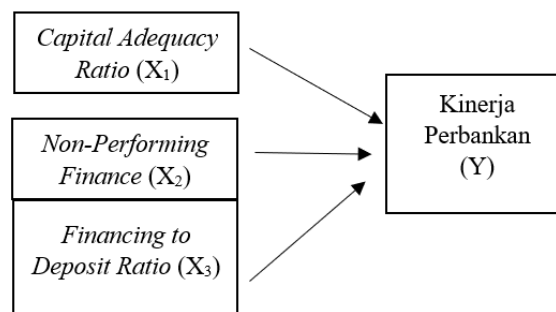 Capital Adequacy
Ratio (X₁)
Non-Performing
Finance (X₂)
Financing to
Deposit Ratio (X₃)
Kinerja
Perbankan
(Y)